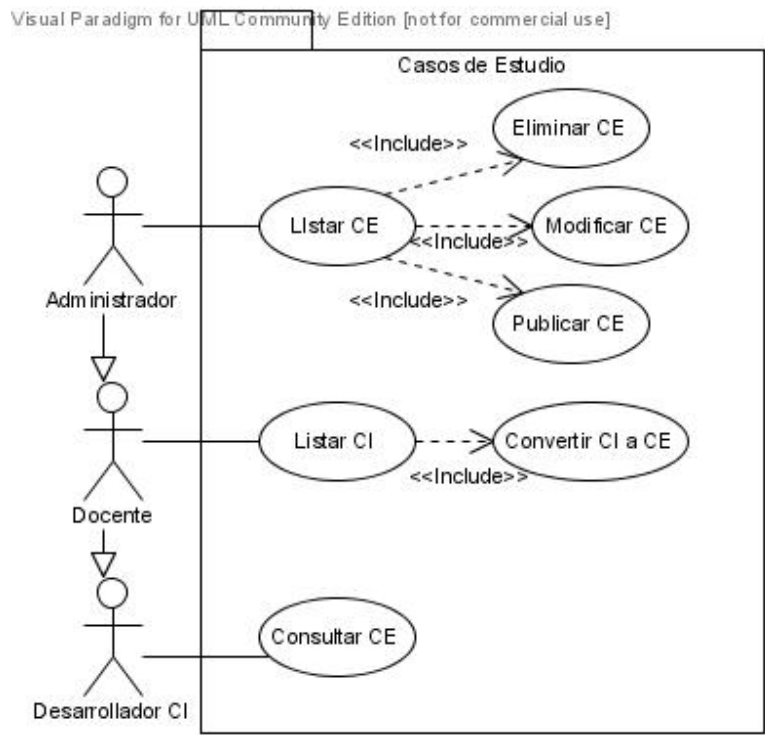 Visual Paradigm for UML Community Edition [not for commercial use]
Casos de Estudio
Eliminar CE
<<Include>>
LIstar CE
Modificar CE
<<Include>>
Administrador
<<Include>>
Publicar CE
Listar CI
Convertir CI a CE
<<Include>>
Docente
Consultar CE
Desarrollador CI